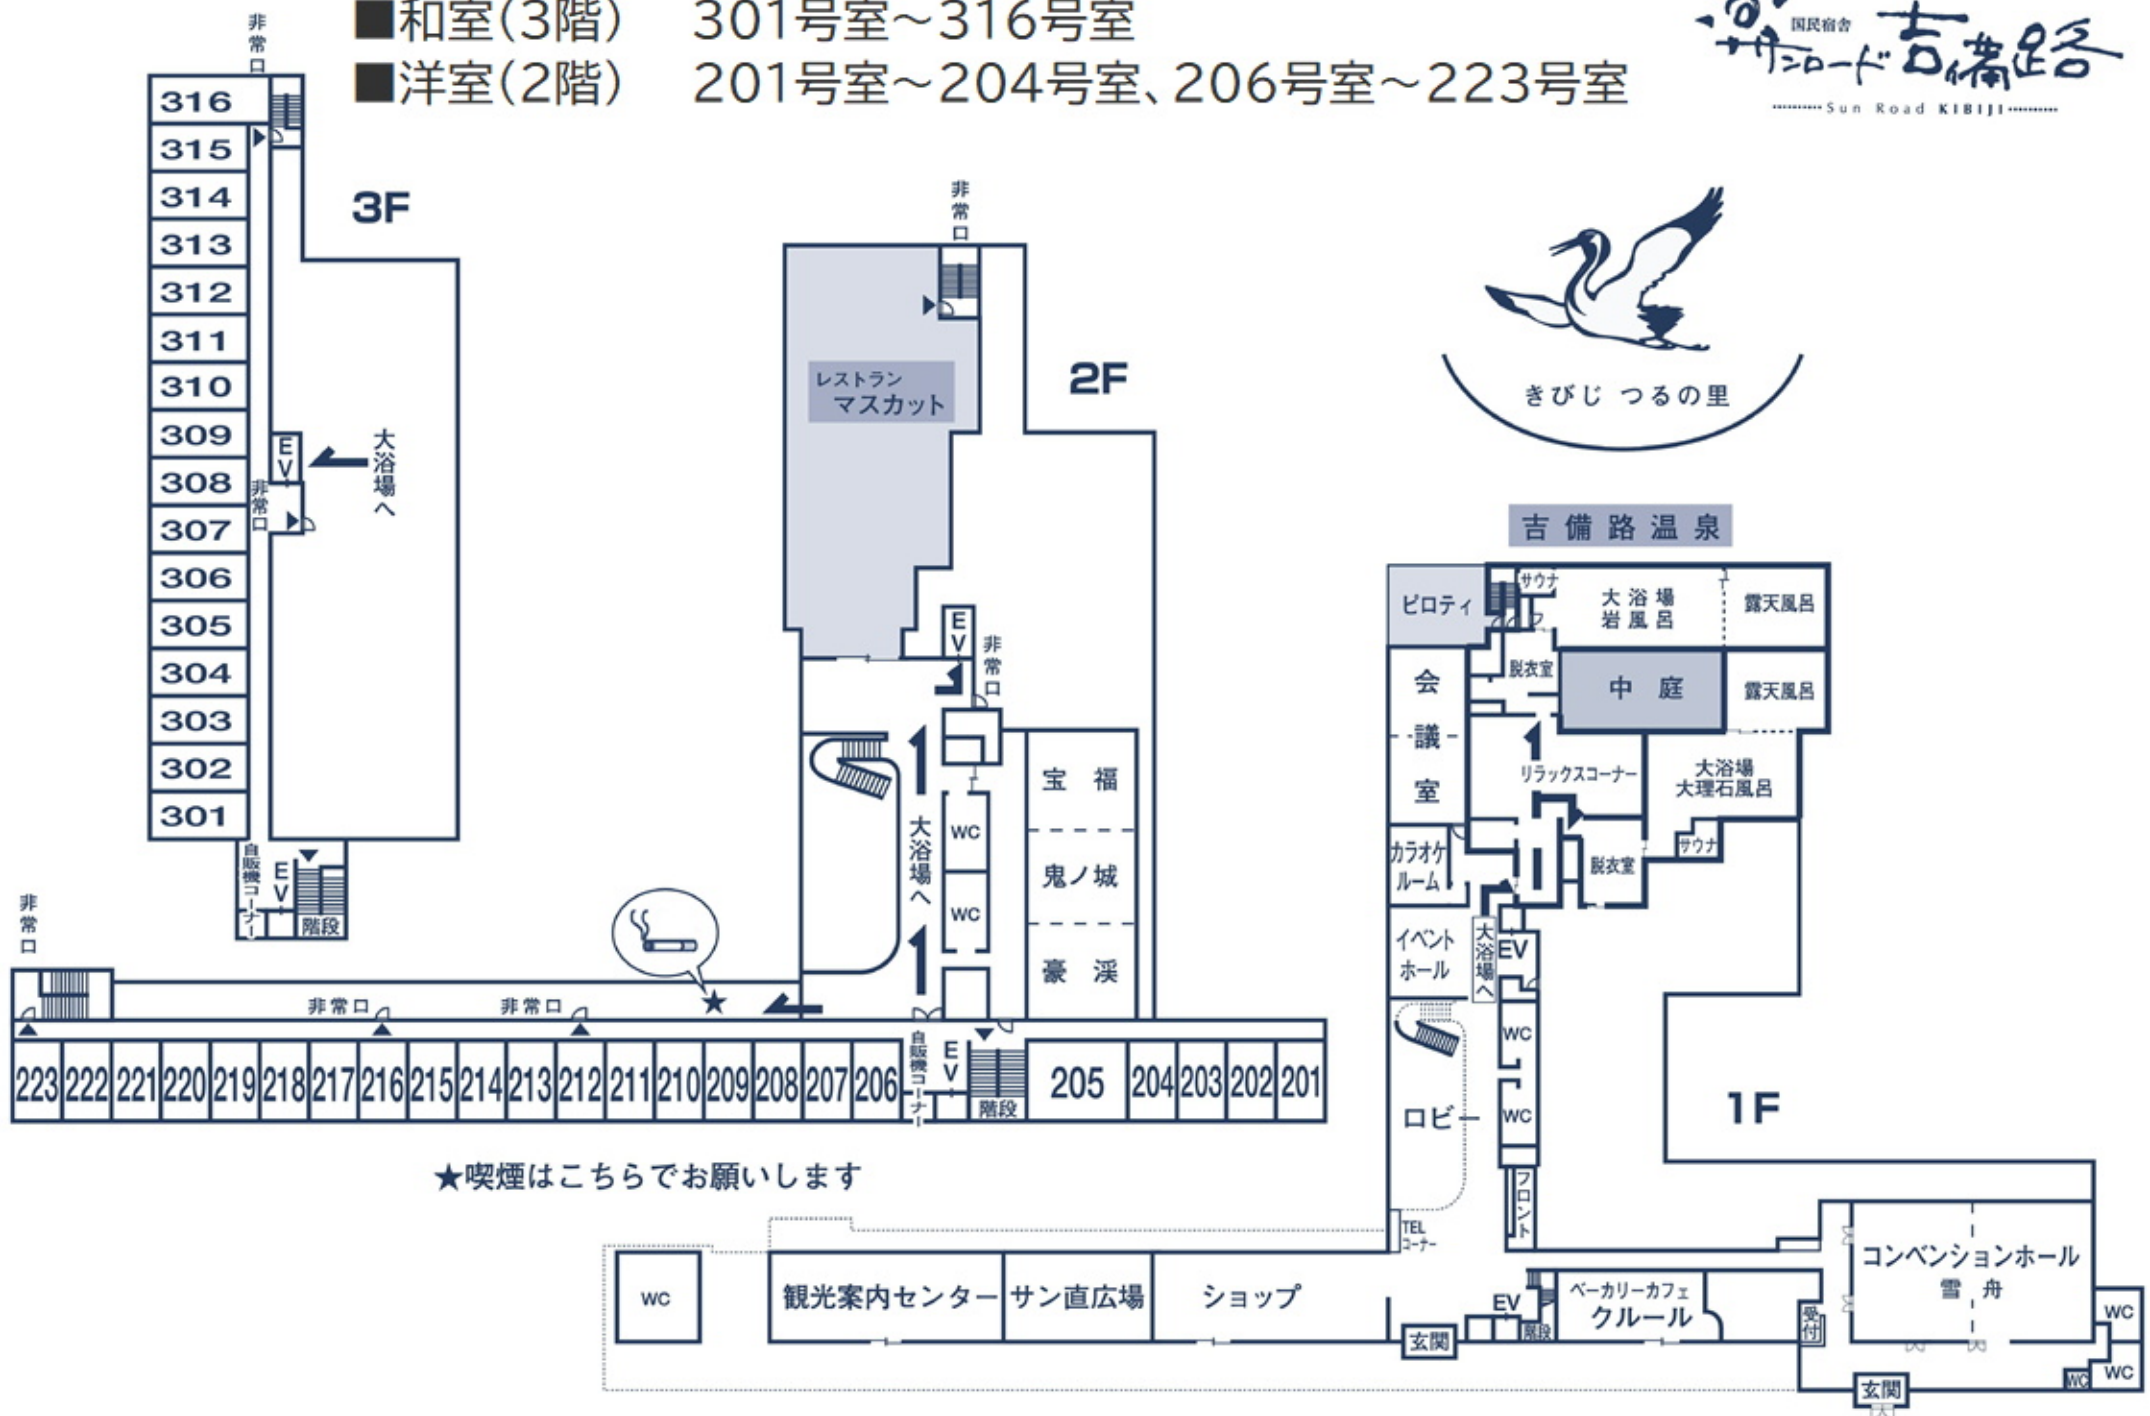 ■和室(3階) 301号室～316号室
■洋室(2階) 201号室～204号室、206号室～223号室
国民宿舎
サンロード吉備路
Sun Road KIBIJI
きびじ つるの里
3F
非常口
316
315
314
313
312
311
310
309
308
307
306
305
304
303
302
301
EV
大浴場へ
非常口
自販機コーナー
EV
階段
2F
非常口
レストラン
マスカット
EV
非常口
大浴場へ
WC
WC
宝福
鬼ノ城
豪渓
非常口
非常口
非常口
★
223 222 221 220 219 218 217 216 215 214 213 212 211 210 209 208 207 206
自販機コーナー
EV
階段
205 204 203 202 201
★喫煙はこちらでお願いします
1F
吉備路温泉
ピロティ
サウナ
大浴場
岩風呂
露天風呂
会議室
脱衣室
中庭
露天風呂
リラックスコーナー
大浴場
大理石風呂
カラオケ
ルーム
脱衣室
サウナ
イベント
ホール
大浴場へ
EV
WC
ロビー
WC
フロント
TEL
コーナー
WC
観光案内センター
サン直広場
ショップ
玄関
EV
階段
ベーカリーカフェ
クルール
受付
コンベンションホール
雪舟
WC
WC
WC
玄関